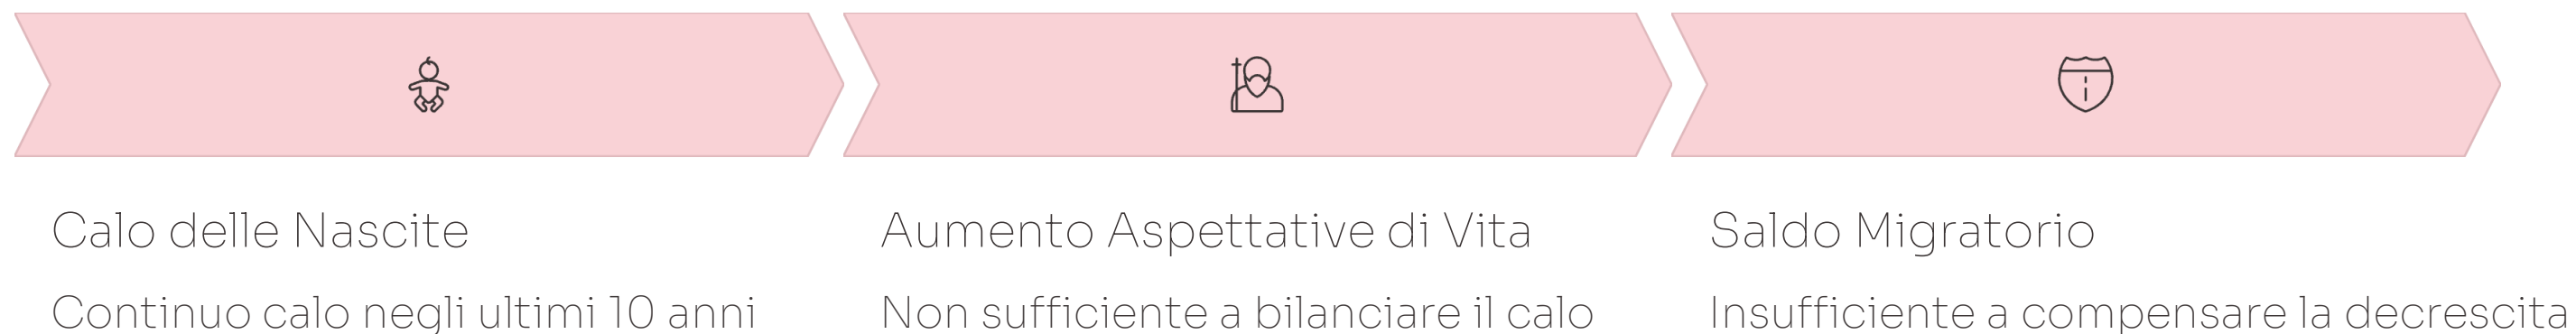 Calo delle Nascite
Continuo calo negli ultimi 10 anni
Aumento Aspettative di Vita
Non sufficiente a bilanciare il calo
Saldo Migratorio
Insufficiente a compensare la decrescita